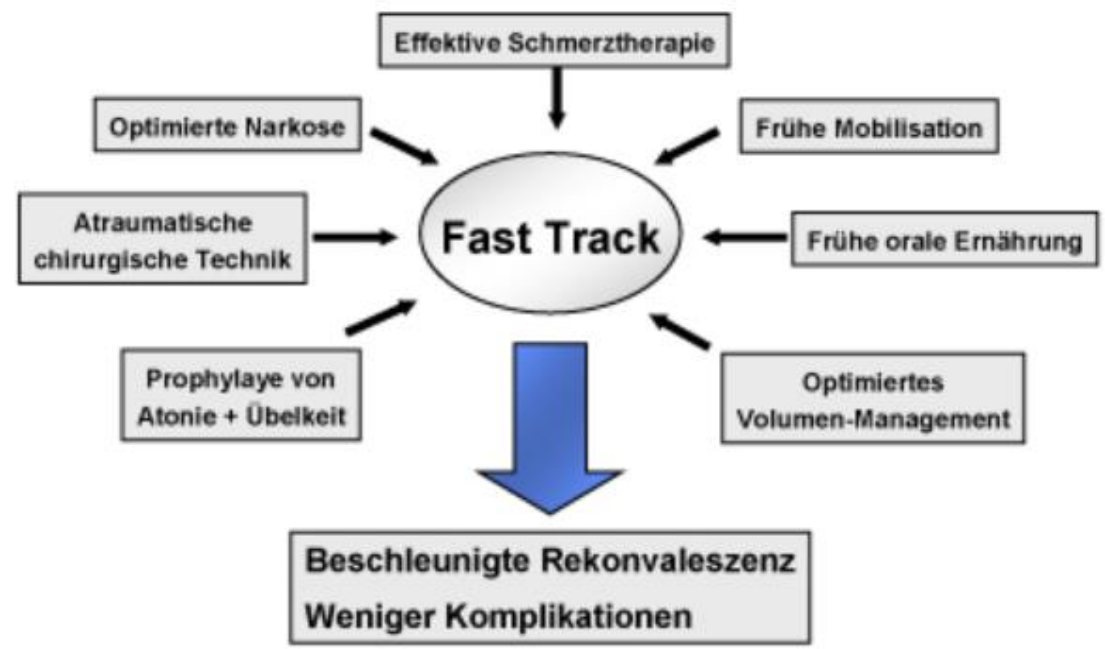 Effektive Schmerztherapie
Optimierte Narkose
Frühe Mobilisation
Atraumatische
chirurgische Technik
Fast Track
Frühe orale Ernährung
Prophylaye von
Atonie + Übelkeit
Optimiertes
Volumen-Management
Beschleunigte Rekonvaleszenz
Weniger Komplikationen